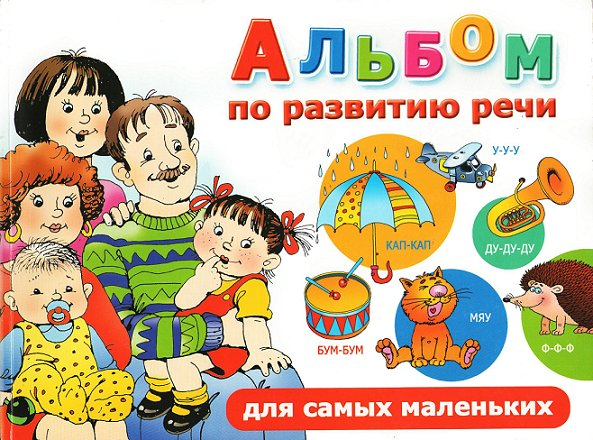 АЛЬБОМ
по развитию речи
У-У-У
КАП-КАП
ДУ-ДУ-ДУ
БУМ-БУМ
МЯУ
Ф-Ф-Ф
для самых маленьких